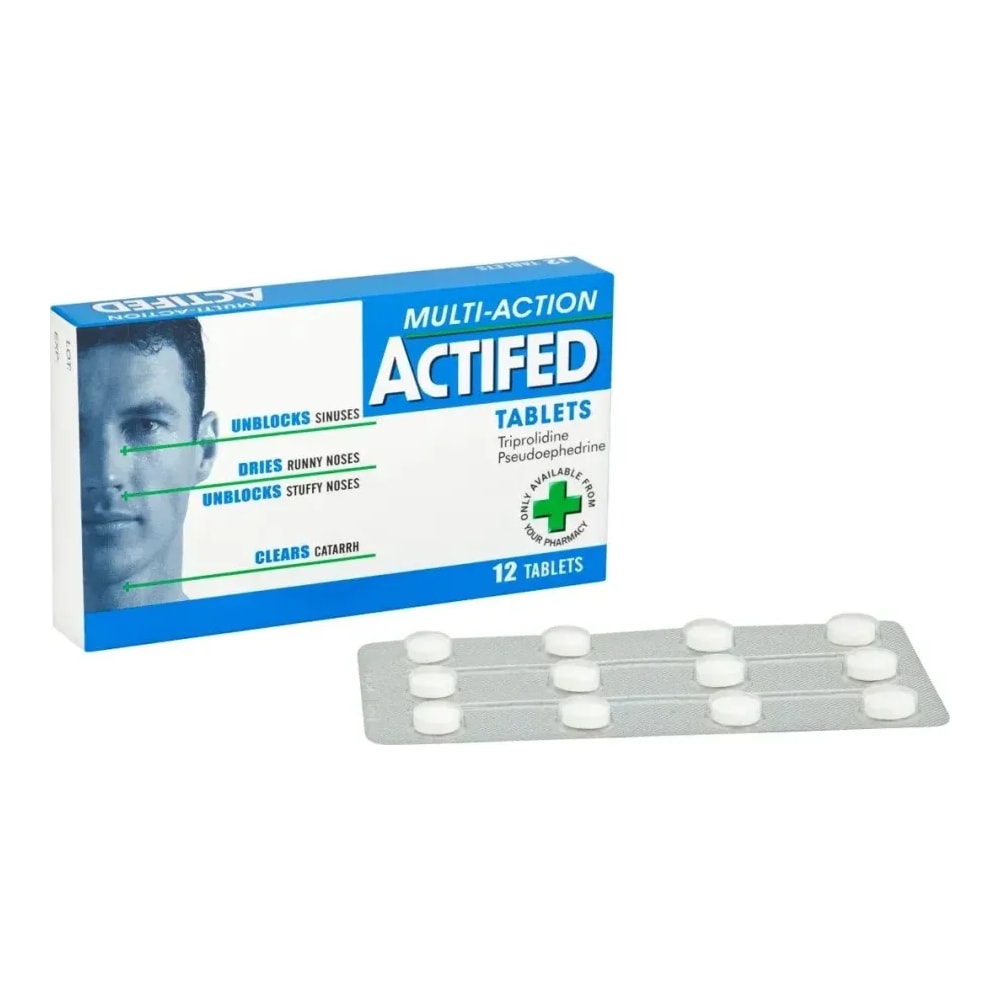 12 TABLETS
MULTI-ACTION
ACTIFED
LOT
EXP.
MULTI-ACTION
ACTIFED
TABLETS
Triprolidine
Pseudoephedrine
UNBLOCKS SINUSES
DRIES RUNNY NOSES
UNBLOCKS STUFFY NOSES
CLEARS CATARRH
ONLY AVAILABLE FROM
YOUR PHARMACY
12 TABLETS